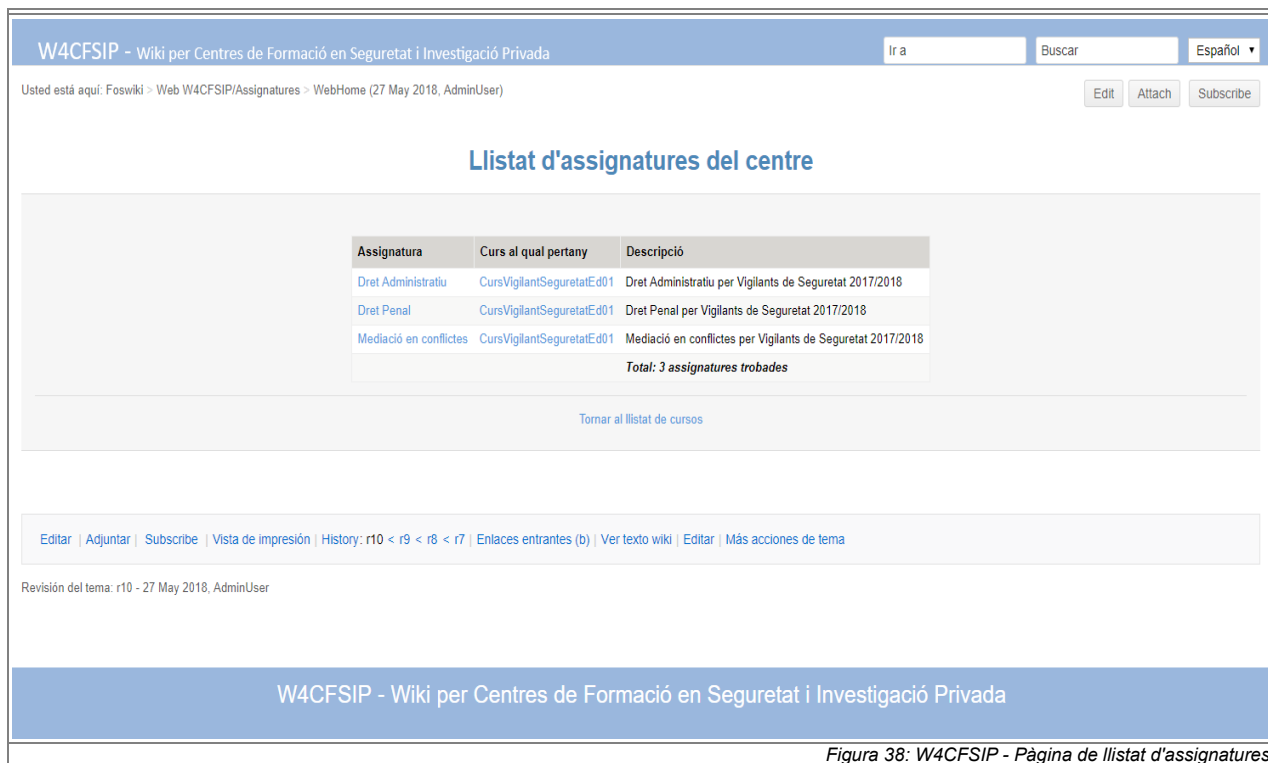 W4CFSIP - Wiki per Centres de Formació en Seguretat i Investigació Privada
Ir a
Buscar
Español
Usted está aquí: Foswiki > Web W4CFSIP/Assignatures > WebHome (27 May 2018, AdminUser)
Edit
Attach
Subscribe
Llistat d'assignatures del centre
Assignatura Curs al qual pertany Descripció
Dret Administratiu CursVigilantSeguretatEd01 Dret Administratiu per Vigilants de Seguretat 2017/2018
Dret Penal CursVigilantSeguretatEd01 Dret Penal per Vigilants de Seguretat 2017/2018
Mediació en conflictes CursVigilantSeguretatEd01 Mediació en conflictes per Vigilants de Seguretat 2017/2018
Total: 3 assignatures trobades
Tornar al llistat de cursos
Editar | Adjuntar | Subscribe | Vista de impresión | History: r10 < r9 < r8 < r7 | Enlaces entrantes (b) | Ver texto wiki | Editar | Más acciones de tema
Revisión del tema: r10 - 27 May 2018, AdminUser
W4CFSIP - Wiki per Centres de Formació en Seguretat i Investigació Privada
Figura 38: W4CFSIP - Pàgina de llistat d'assignatures